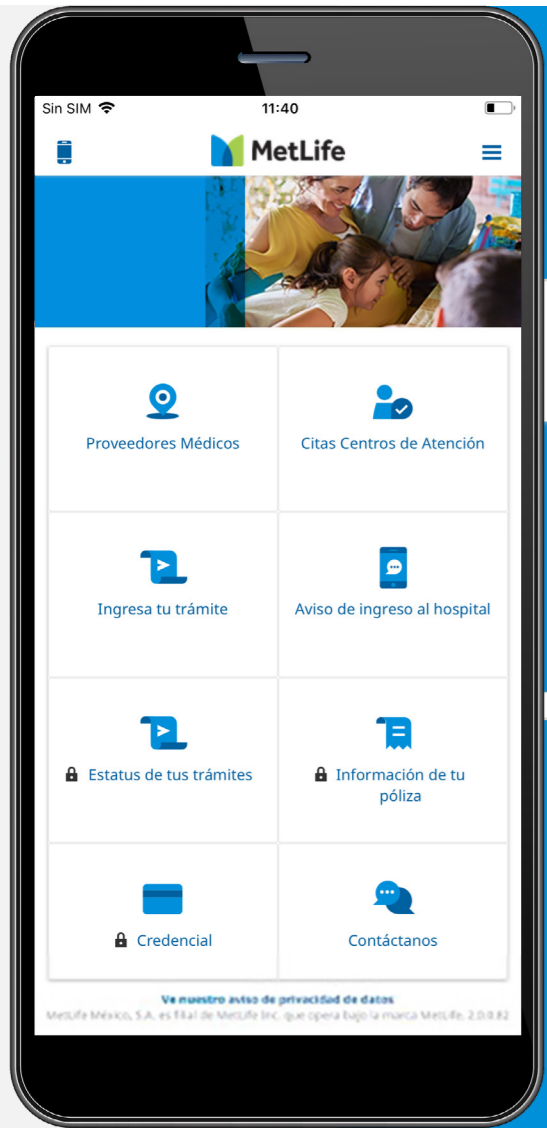 Sin SIM 11:40
MetLife
Proveedores Médicos
Citas Centros de Atención
Ingresa tu trámite
Aviso de ingreso al hospital
Estatus de tus trámites
Información de tu
póliza
Credencial
Contáctanos
Ve nuestro aviso de privacidad de datos
MetLife México, S.A. es filial de MetLife Inc. que opera bajo la marca MetLife. 2.0.0.82